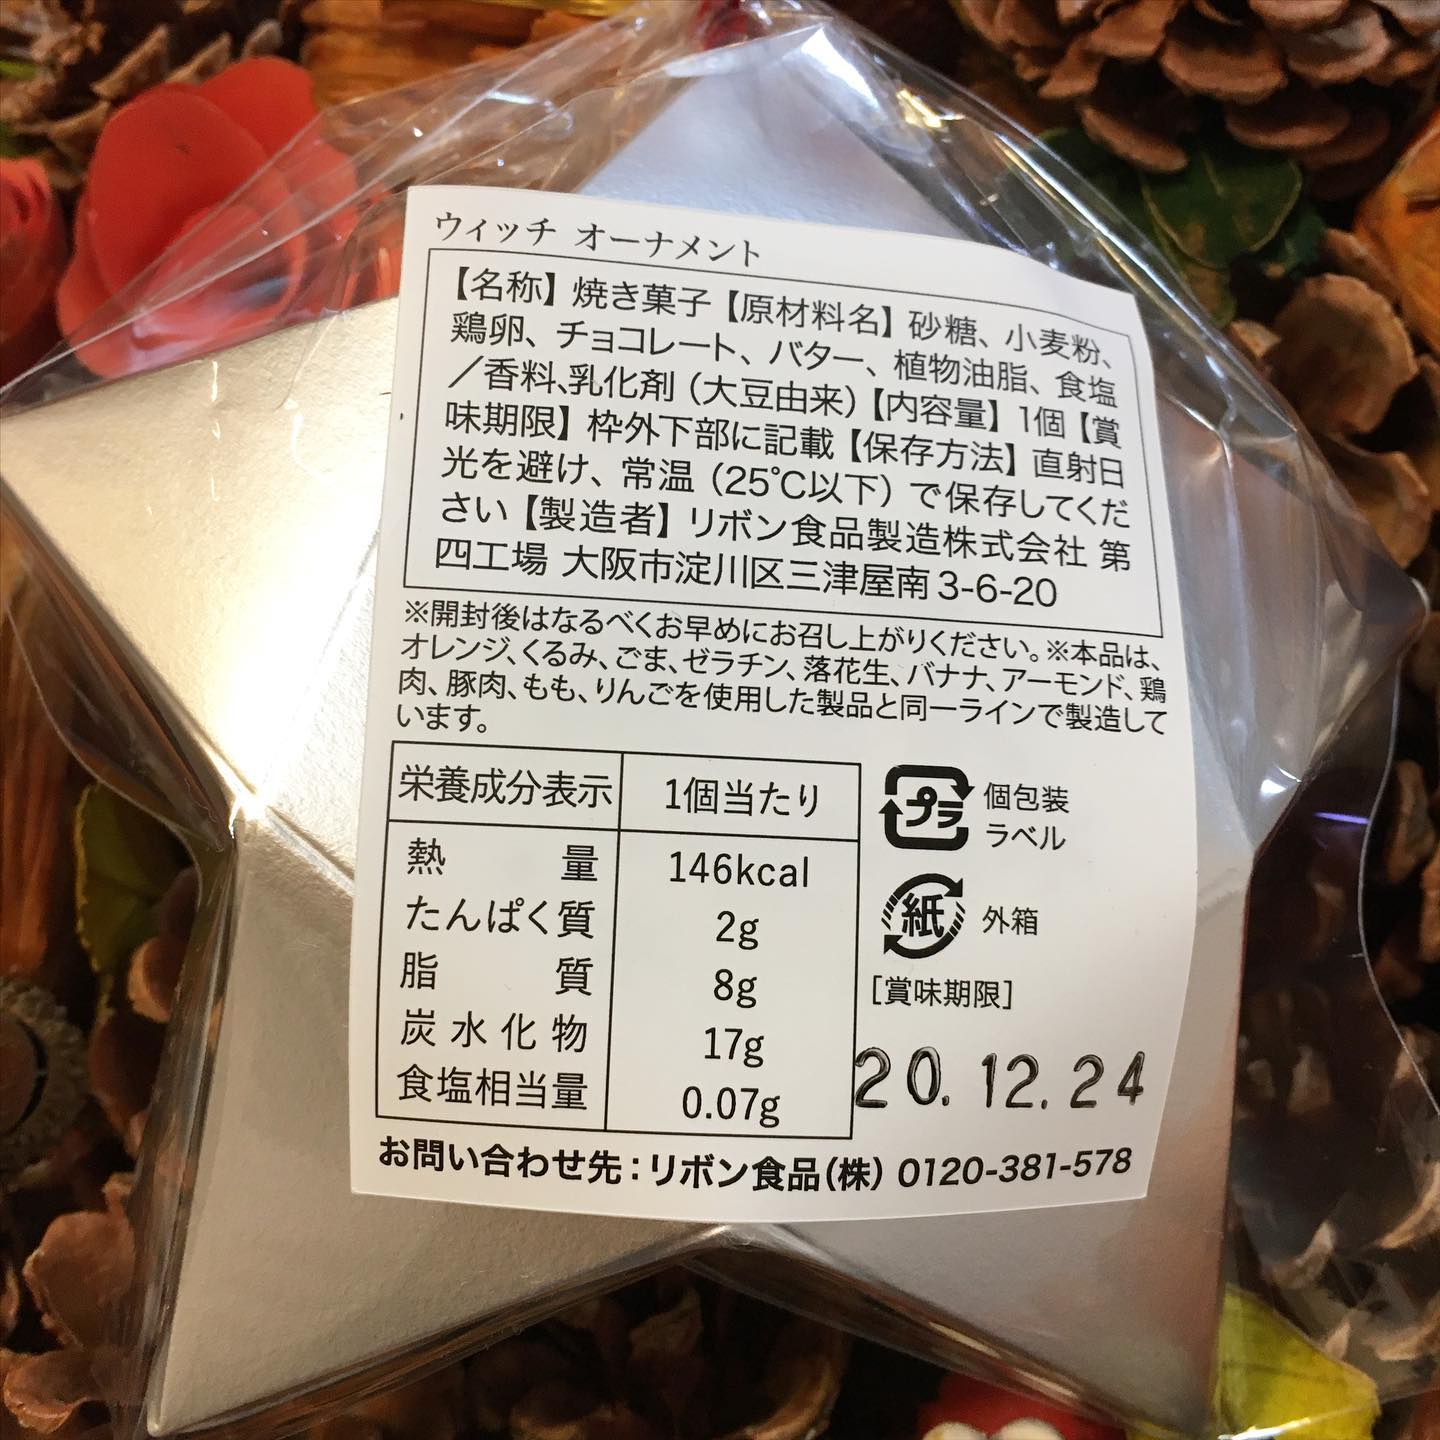 ウィッチ オーナメント
【名称】焼き菓子【原材料名】砂糖、小麦粉、
鶏卵、チョコレート、バター、植物油脂、食塩
／香料、乳化剤（大豆由来）【内容量】1個【賞
味期限】枠外下部に記載【保存方法】直射日
光を避け、常温（25℃以下）で保存してくだ
さい【製造者】リボン食品製造株式会社 第
四工場 大阪市淀川区三津屋南3-6-20
※開封後はなるべくお早めにお召し上がりください。※本品は、
オレンジ、くるみ、ごま、ゼラチン、落花生、バナナ、アーモンド、鶏
肉、豚肉、もも、りんごを使用した製品と同一ラインで製造して
います。
栄養成分表示 1個当たり
熱量 146kcal
たんぱく質 2g
脂質 8g
炭水化物 17g
食塩相当量 0.07g
プラ 個包装
ラベル
紙 外箱
［賞味期限］
20.12.24
お問い合わせ先：リボン食品（株）0120-381-578